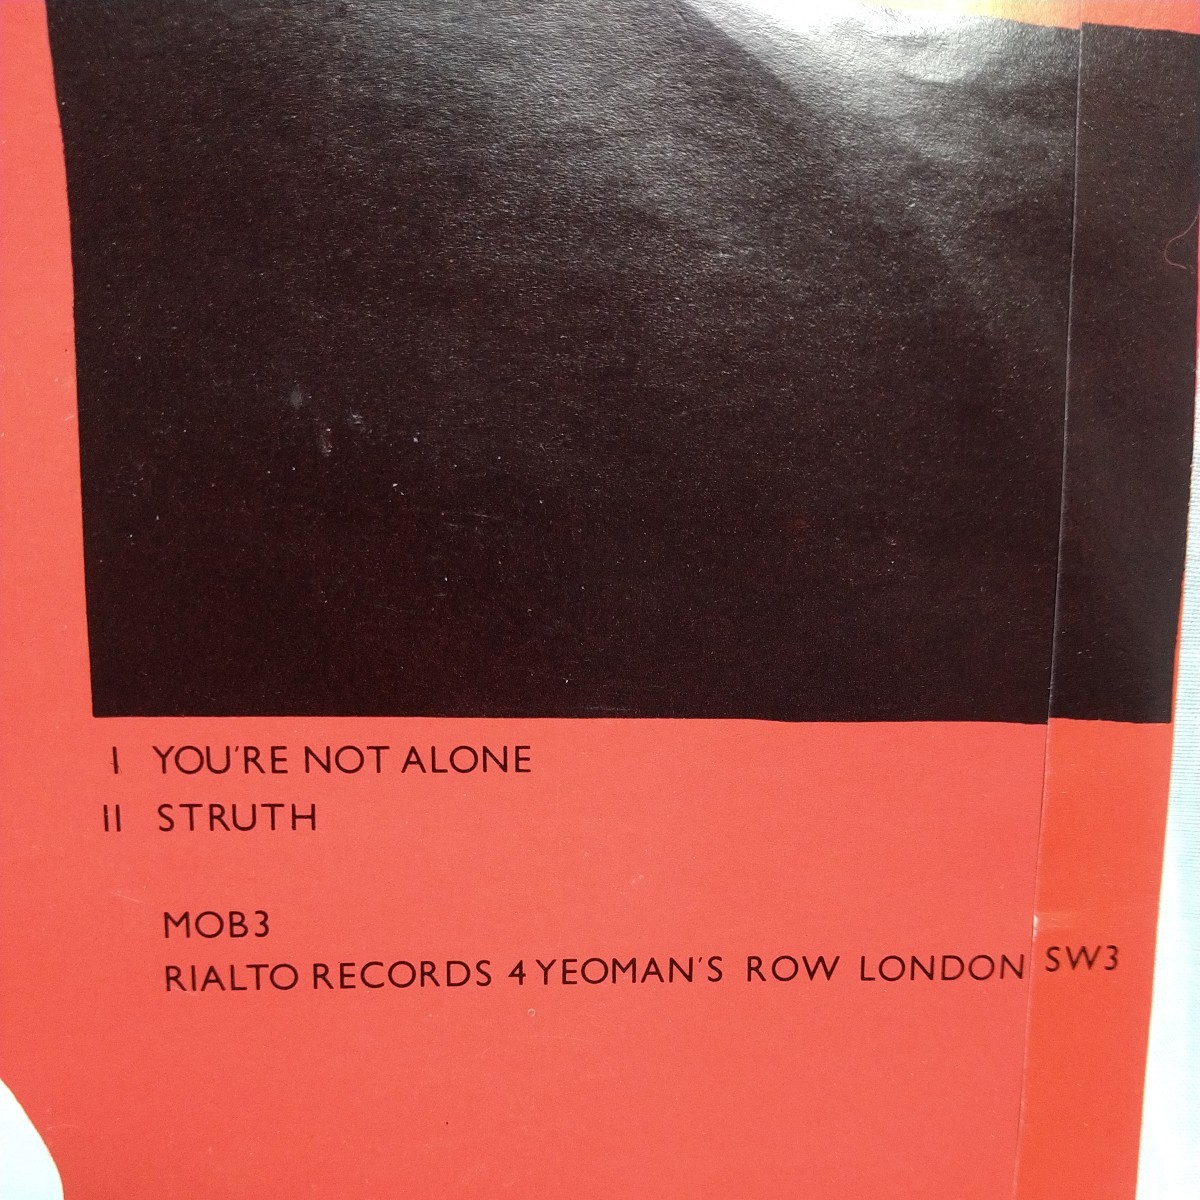 I YOU'RE NOT ALONE
II STRUTH
MOB3
RIALTO RECORDS 4 YEOMAN'S ROW LONDON SW3